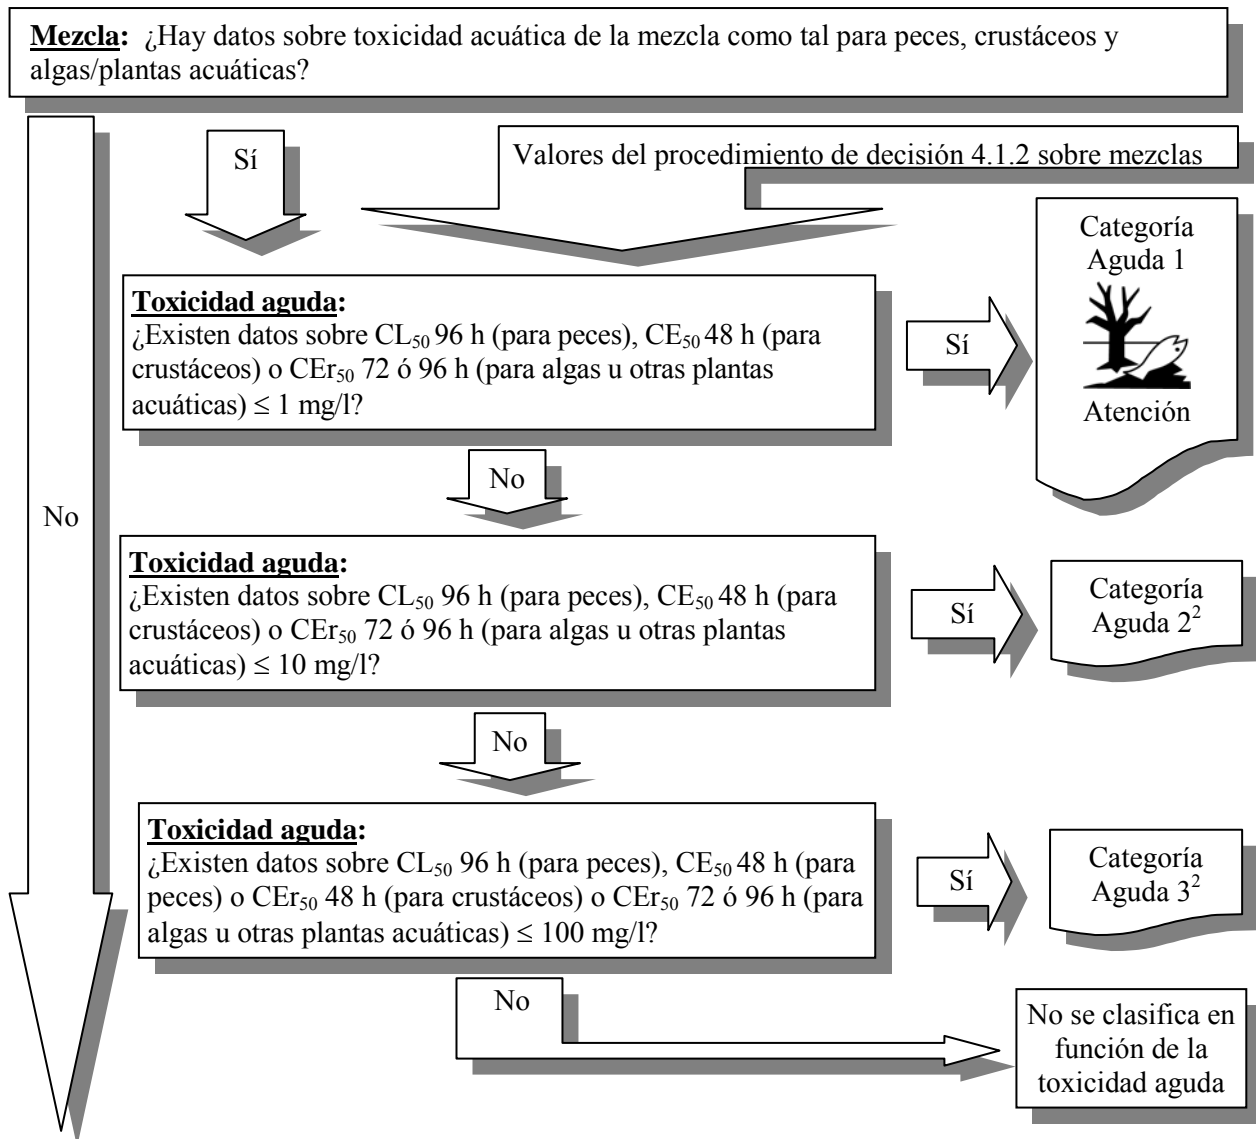 Mezcla: ¿Hay datos sobre toxicidad acuática de la mezcla como tal para peces, crustáceos y
algas/plantas acuáticas?
Sí
Valores del procedimiento de decisión 4.1.2 sobre mezclas
Toxicidad aguda:
¿Existen datos sobre CL50 96 h (para peces), CE50 48 h (para
crustáceos) o CEr50 72 ó 96 h (para algas u otras plantas
acuáticas) ≤ 1 mg/l?
Sí
Categoría
Aguda 1
Atención
No
No
Toxicidad aguda:
¿Existen datos sobre CL50 96 h (para peces), CE50 48 h (para
crustáceos) o CEr50 72 ó 96 h (para algas u otras plantas
acuáticas) ≤ 10 mg/l?
Sí
Categoría
Aguda 2²
No
Toxicidad aguda:
¿Existen datos sobre CL50 96 h (para peces), CE50 48 h (para
peces) o CEr50 48 h (para crustáceos) o CEr50 72 ó 96 h (para
algas u otras plantas acuáticas) ≤ 100 mg/l?
Sí
Categoría
Aguda 3²
No
No se clasifica en
función de la
toxicidad aguda